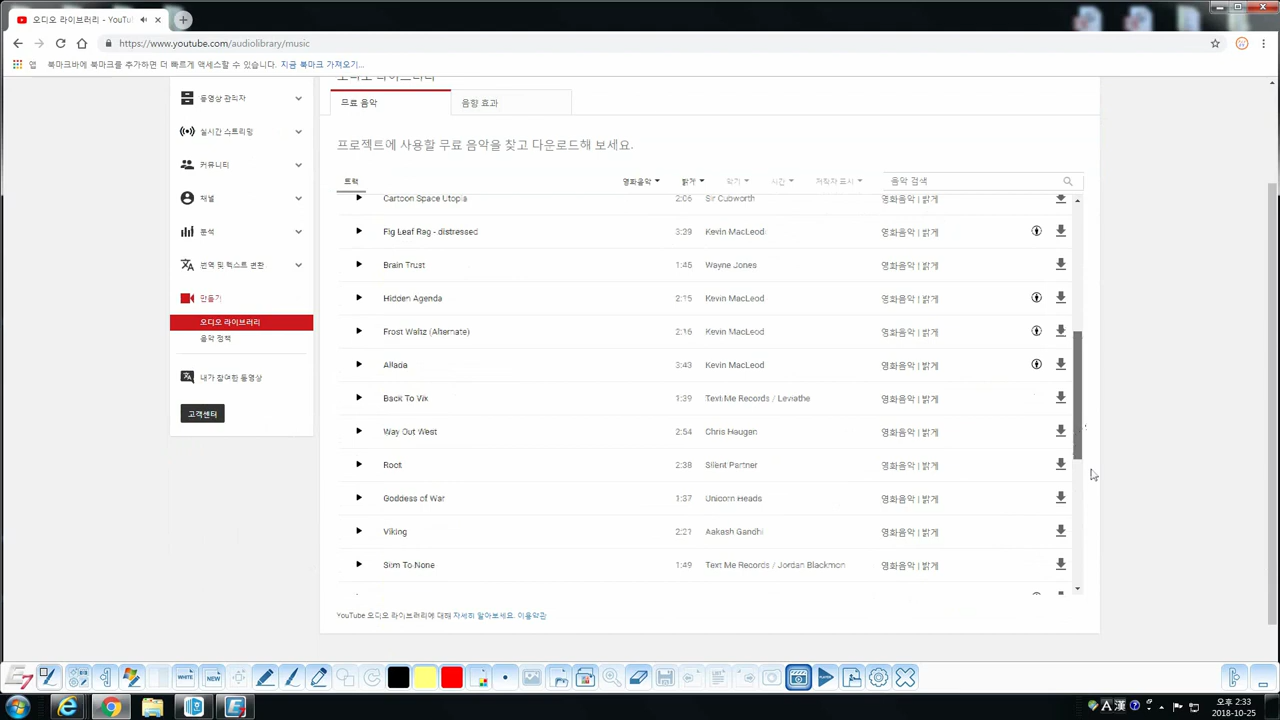 오디오 라이브러리 - YouTu
https://www.youtube.com/audiolibrary/music
앱 북마크바에 북마크를 추가하면 더 빠르게 액세스할 수 있습니다. 지금 북마크 가져오기...
오디오 라이브러리
동영상 관리자
실시간 스트리밍
커뮤니티
채널
분석
번역 및 텍스트 변환
만들기
오디오 라이브러리
음악 정책
내가 참여한 동영상
고객센터
무료 음악 음향 효과
프로젝트에 사용할 무료 음악을 찾고 다운로드해 보세요.
트랙 영화음악 밝게 악기 시간 저작자 표시 음악 검색
Cartoon Space Utopia 2:06 Sir Cubworth
Fig Leaf Rag - distressed 3:29 Kevin MacLeod 영화음악 | 밝게
Brain Trust 1:45 Wayne Jones 영화음악 | 밝게
Hidden Agenda 2:15 Kevin MacLeod 영화음악 | 밝게
Frost Waltz (Alternate) 2:16 Kevin MacLeod 영화음악 | 밝게
Allada 3:43 Kevin MacLeod 영화음악 | 밝게
Back To Vix 1:39 Text Me Records / Leviathe 영화음악 | 밝게
Way Out West 2:54 Chris Haugen 영화음악 | 밝게
Root 2:38 Silent Partner 영화음악 | 밝게
Goddess of War 1:37 Unicorn Heads 영화음악 | 밝게
Viking 2:27 Aakash Gandhi 영화음악 | 밝게
Som To None 1:49 Text Me Records / Jordan Blackmon 영화음악 | 밝게
YouTube 오디오 라이브러리에 대해 자세히 알아보세요. 이용약관
WHITE NEW
A 漢
오후 2:33
2018-10-25